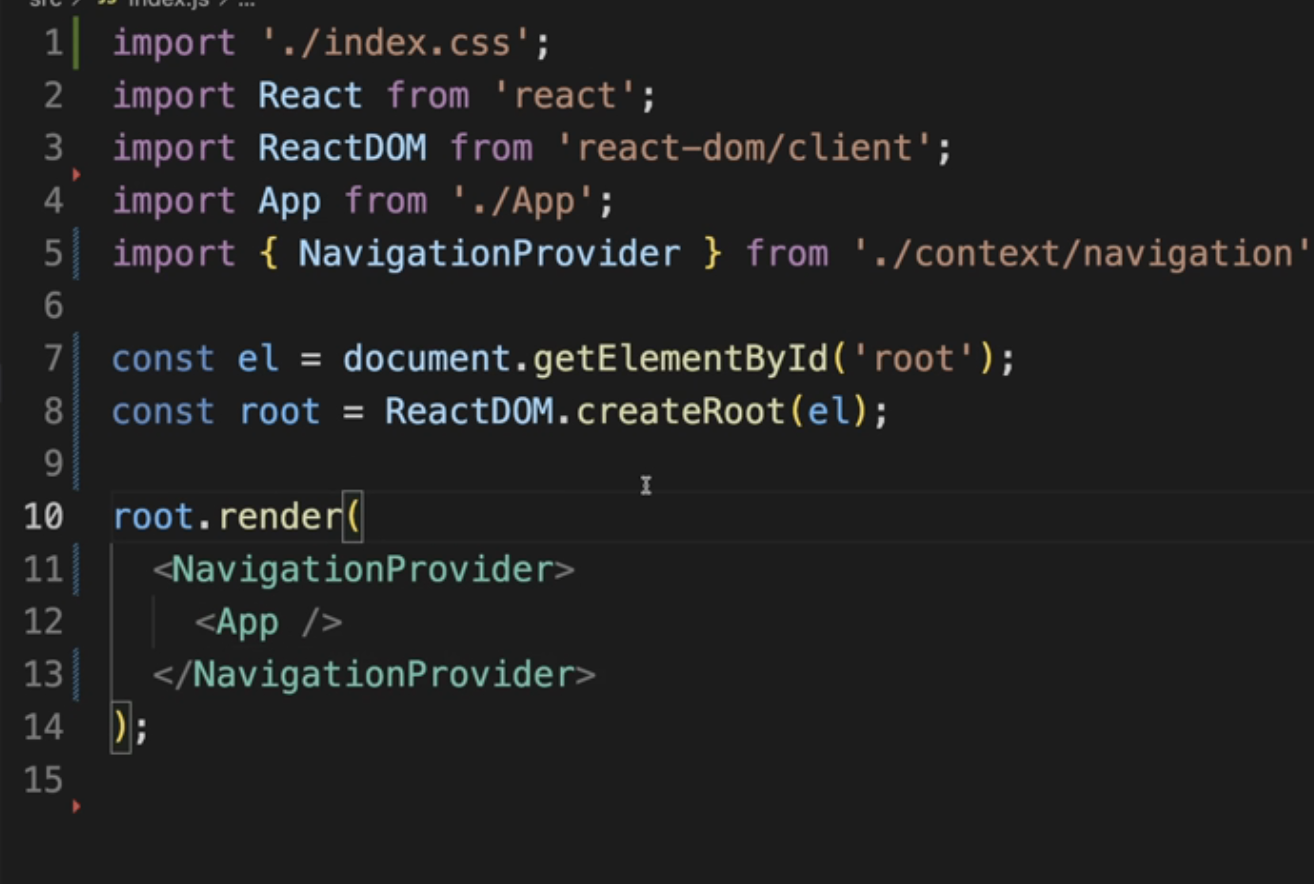 src > JS index.js > ...
1 import './index.css';
2 import React from 'react';
3 import ReactDOM from 'react-dom/client';
4 import App from './App';
5 import { NavigationProvider } from './context/navigation'
6
7 const el = document.getElementById('root');
8 const root = ReactDOM.createRoot(el);
9
10 root.render(
11 <NavigationProvider>
12 <App />
13 </NavigationProvider>
14 );
15